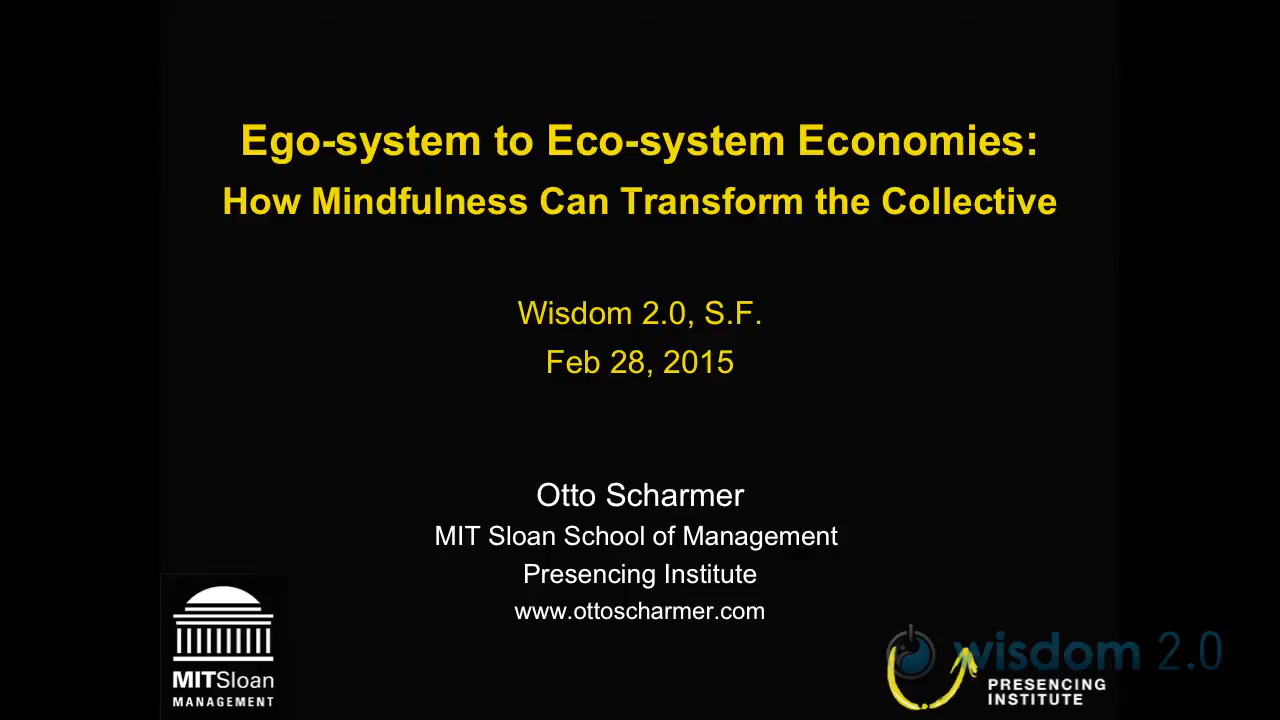 Ego-system to Eco-system Economies:
How Mindfulness Can Transform the Collective
Wisdom 2.0, S.F.
Feb 28, 2015
Otto Scharmer
MIT Sloan School of Management
Presencing Institute
www.ottoscharmer.com
MITSloan
MANAGEMENT
wisdom 2.0
PRESENCING
INSTITUTE